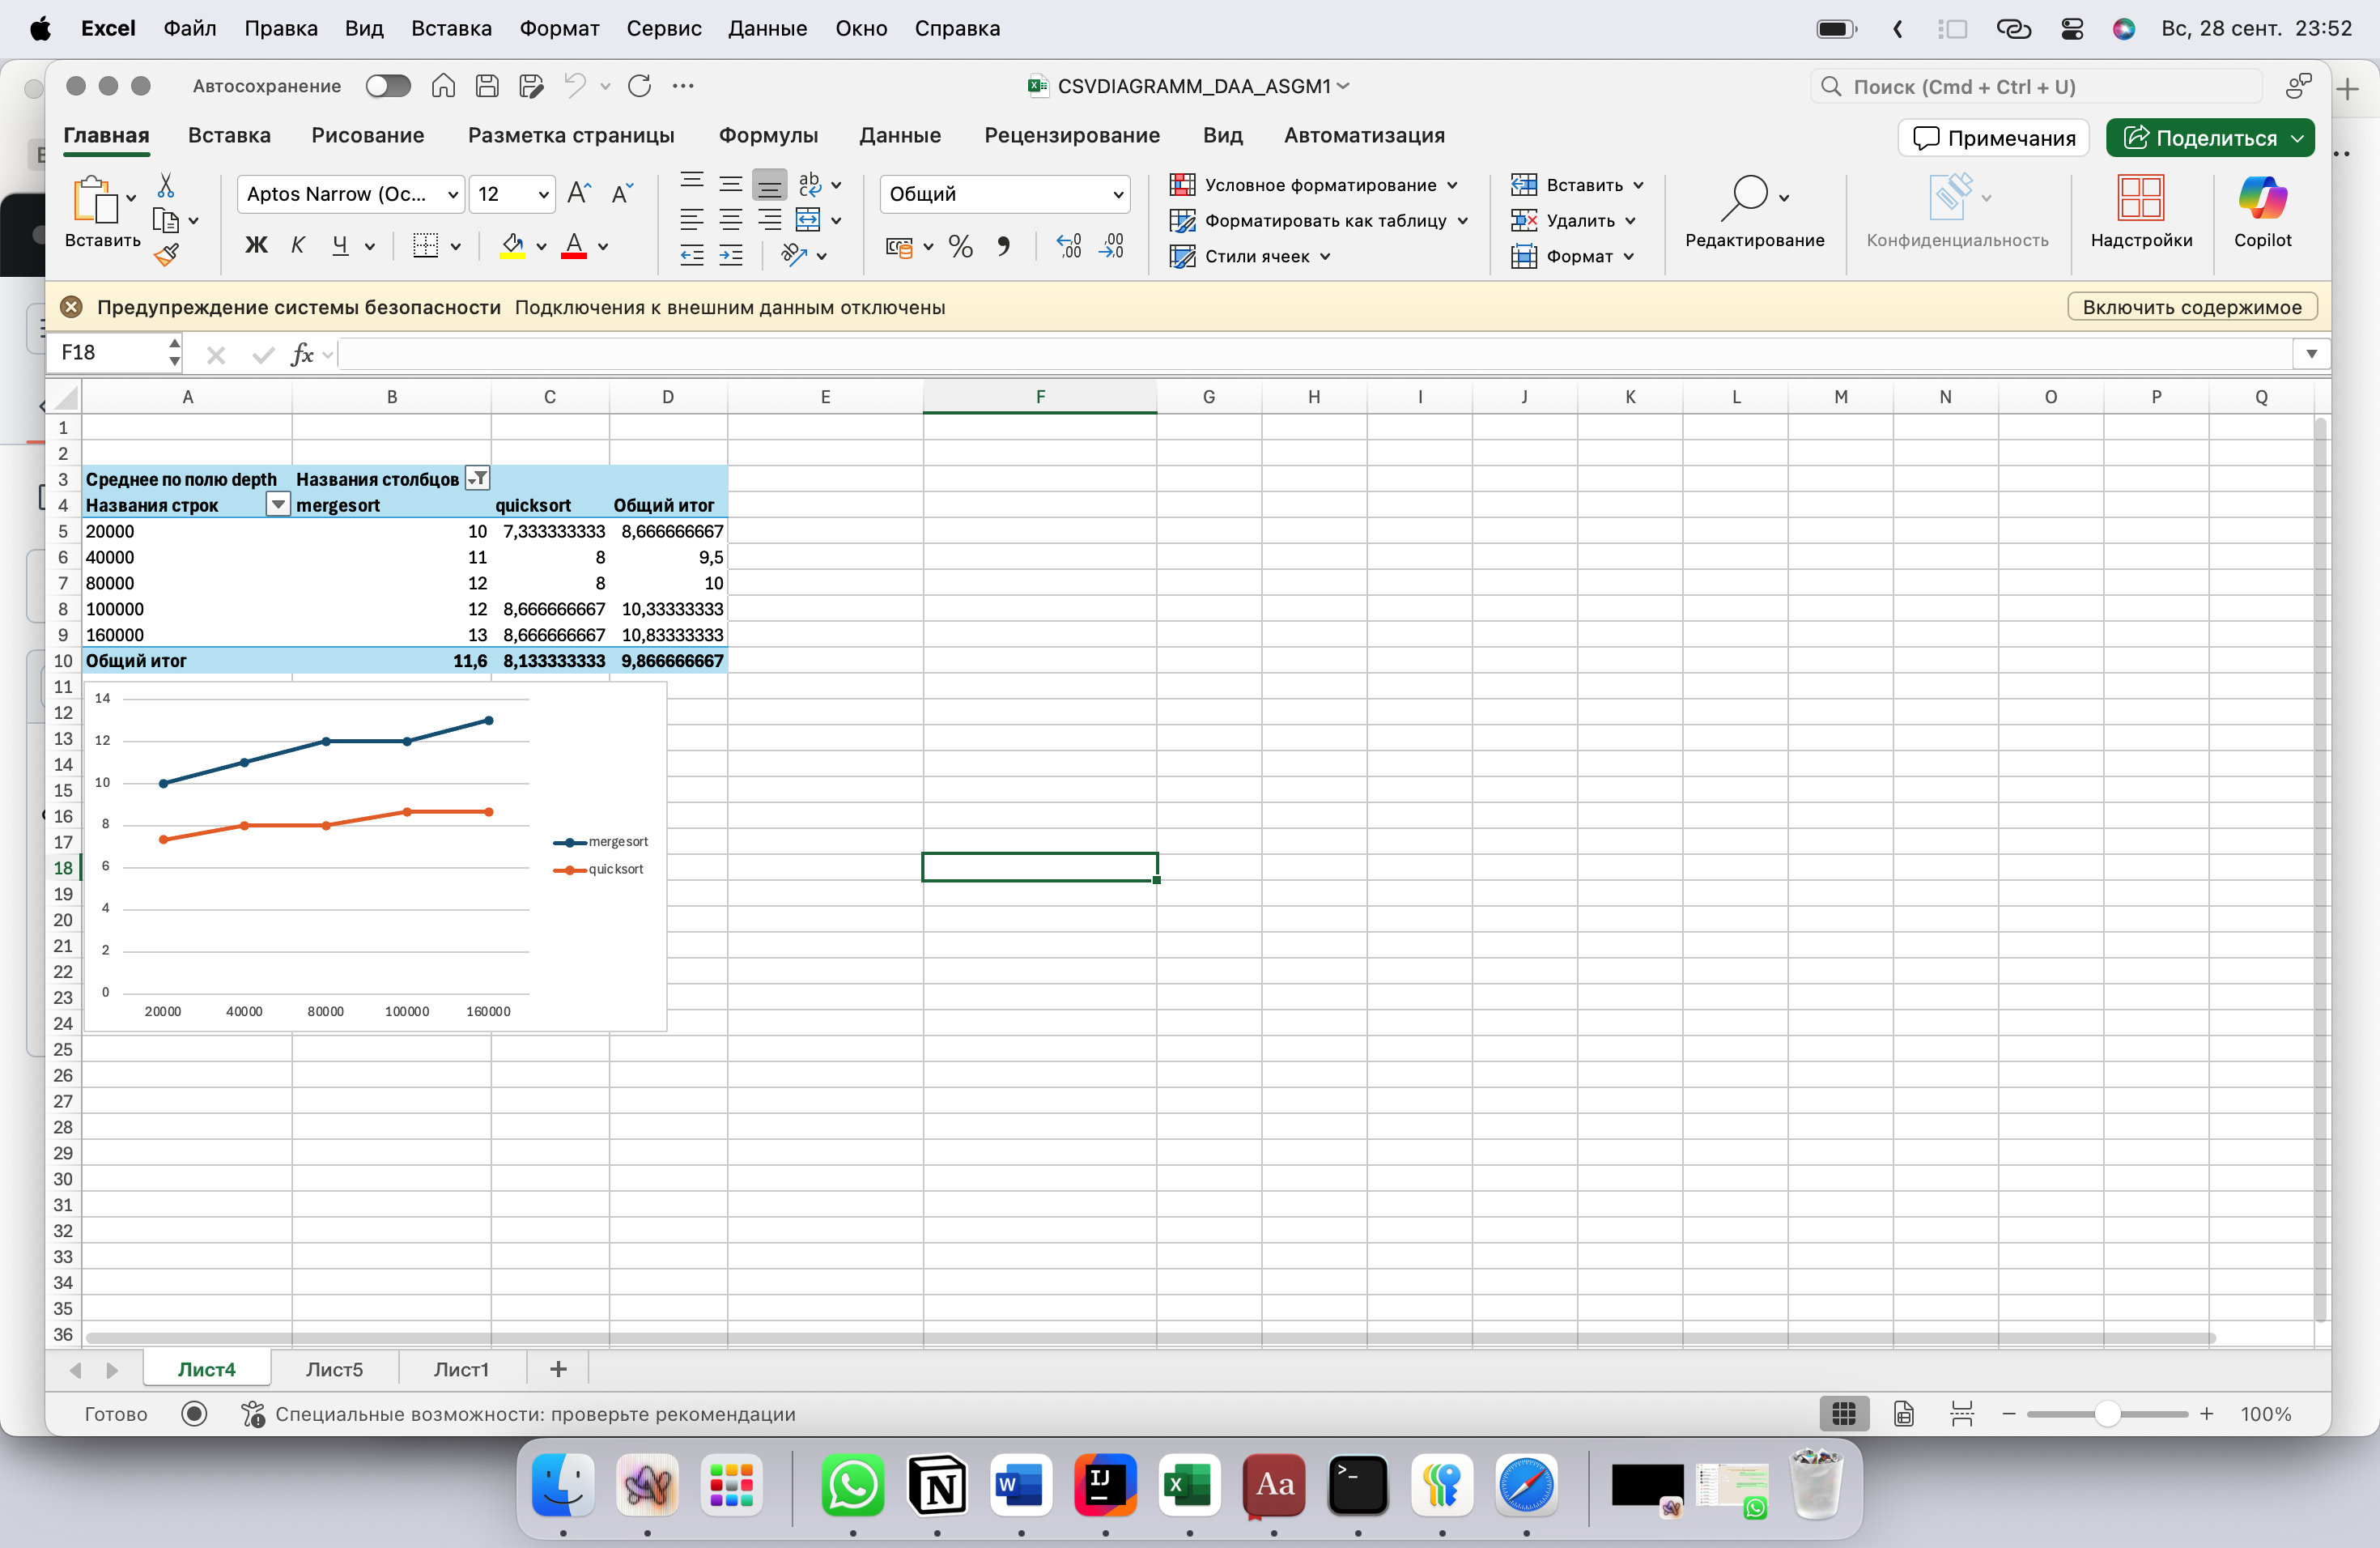 Excel Файл Правка Вид Вставка Формат Сервис Данные Окно Справка Вс, 28 сент. 23:52
Автосохранение CSVDIAGRAMM_DAA_ASGM1 Поиск (Cmd + Ctrl + U)
Главная Вставка Рисование Разметка страницы Формулы Данные Рецензирование Вид Автоматизация Примечания Поделиться
Вставить Aptos Narrow (Ос... 12 Общий Условное форматирование Вставить
Форматировать как таблицу Удалить
Ж К Ч Стили ячеек Формат Редактирование Конфиденциальность Надстройки Copilot
Предупреждение системы безопасности Подключения к внешним данным отключены Включить содержимое
F18 fx
A B C D E F G H I J K L M N O P Q
1
2
3 Среднее по полю depth Названия столбцов
4 Названия строк mergesort quicksort Общий итог
5 20000 10 7,333333333 8,666666667
6 40000 11 8 9,5
7 80000 12 8 10
8 100000 12 8,666666667 10,33333333
9 160000 13 8,666666667 10,83333333
10 Общий итог 11,6 8,133333333 9,866666667
11
12
13
14
15
16
17
18
19
20
21
22
23
24
25
26
27
28
29
30
31
32
33
34
35
36
14
12
10
8
6
4
2
0
20000 40000 80000 100000 160000
mergesort
quicksort
Лист4 Лист5 Лист1
Готово Специальные возможности: проверьте рекомендации 100%